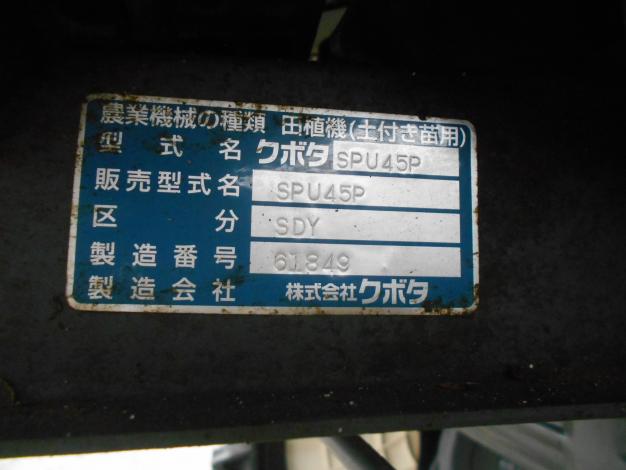 農業機械の種類 田植機(土付き苗用)
型式名 クボタ SPU45P
販売型式名 SPU45P
区分 SDY
製造番号 61849
製造会社 株式会社クボタ